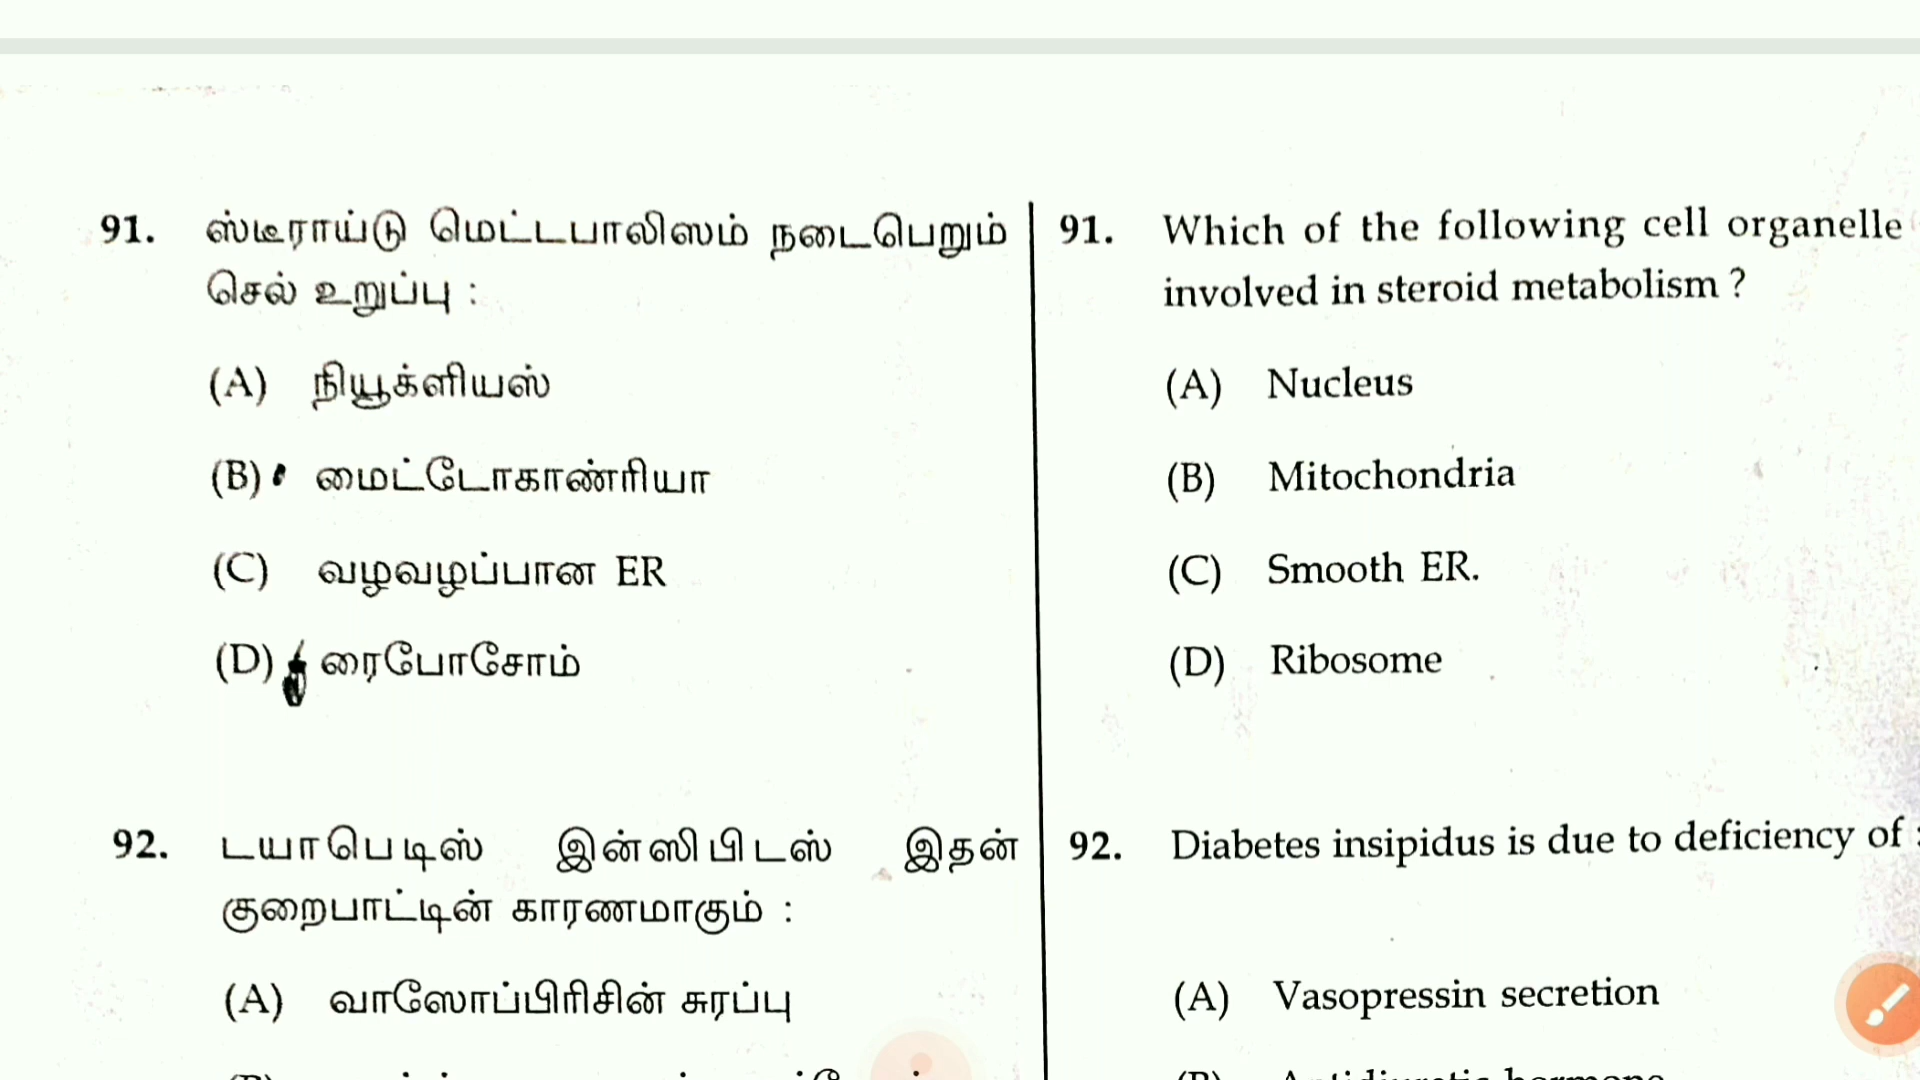 91. ஸ்டீராய்டு மெட்டபாலிஸம் நடைபெறும்
செல் உறுப்பு :
(A) நியூக்ளியஸ்
(B) மைட்டோகாண்ரியா
(C) வழவழப்பான ER
(D) ரைபோசோம்
92. டயாபெடிஸ் இன்ஸிபிடஸ் இதன்
குறைபாட்டின் காரணமாகும் :
(A) வாஸோப்பிரிசின் சுரப்பு
91. Which of the following cell organelle
involved in steroid metabolism ?
(A) Nucleus
(B) Mitochondria
(C) Smooth ER.
(D) Ribosome
92. Diabetes insipidus is due to deficiency of :
(A) Vasopressin secretion
(B) Antidiuretic hormone